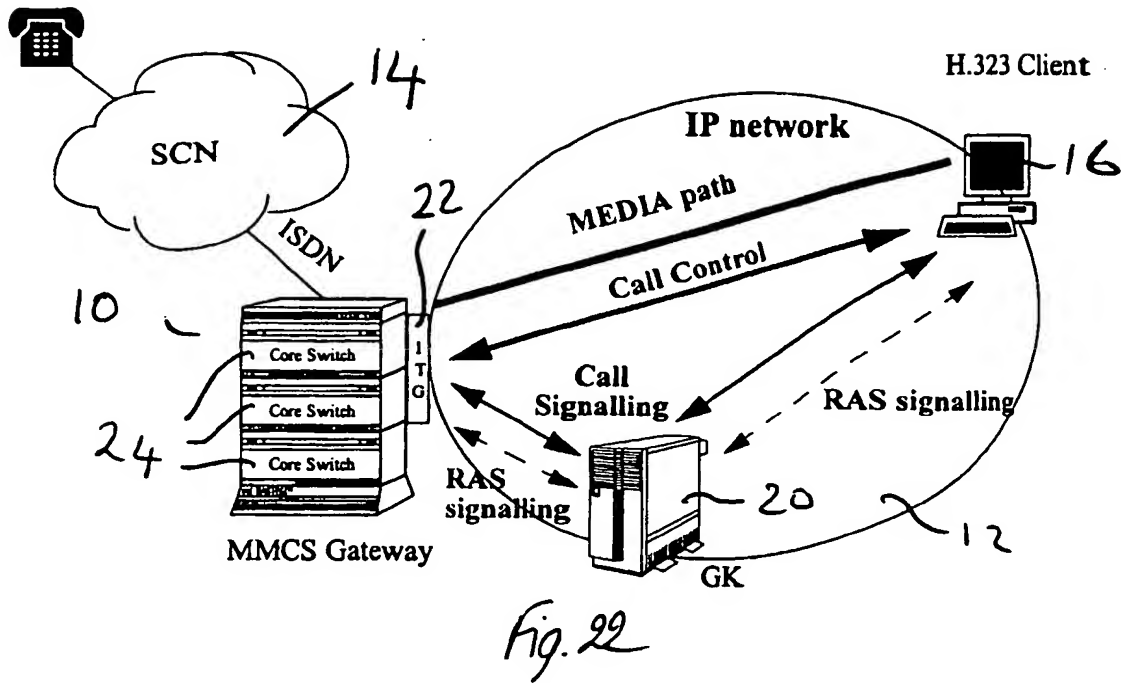 14
H.323 Client
IP network
SCN
16
22
MEDIA path
ISDN
Call Control
10
Core Switch
ITG
Call
Signalling
RAS signalling
24
Core Switch
Core Switch
RAS
signalling
20
12
MMCS Gateway
GK
Fig. 22